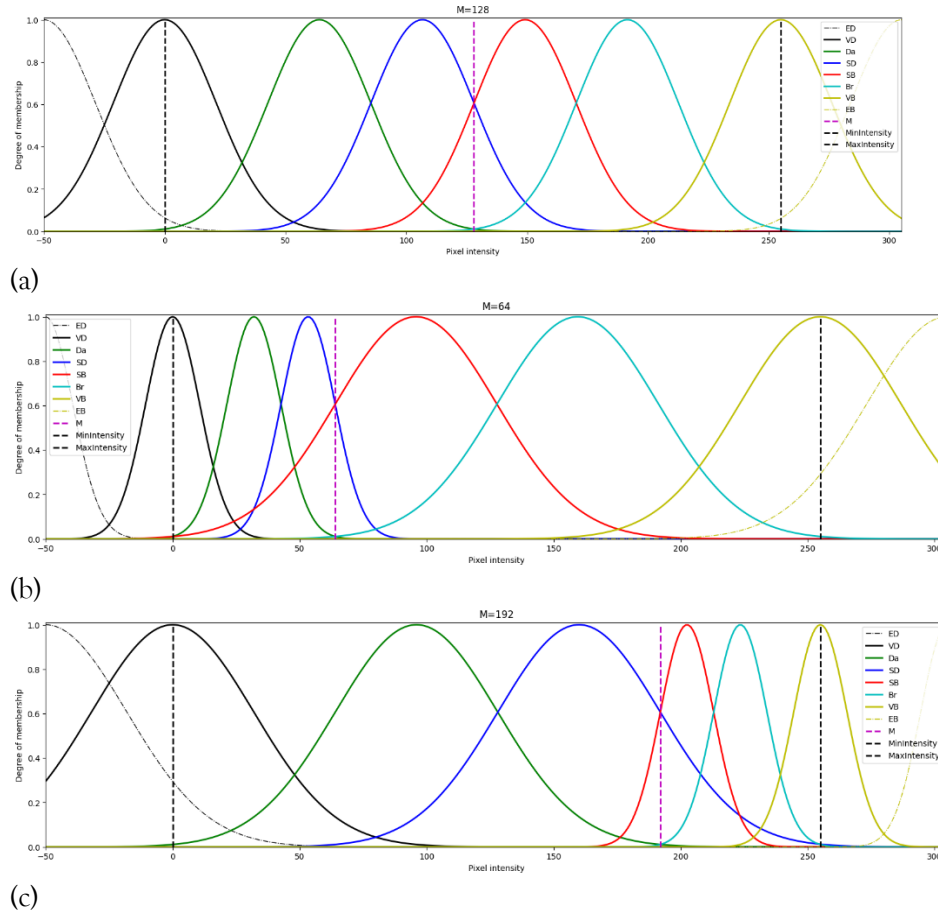 M=128
Degree of membership
1.0
0.8
0.6
0.4
0.2
0.0
ED
VD
Da
SD
SB
Br
VB
EB
M
MinIntensity
MaxIntensity
−50 0 50 100 150 200 250 300
Pixel intensity
(a)
M=64
Degree of membership
1.0
0.8
0.6
0.4
0.2
0.0
ED
VD
Da
SD
SB
Br
VB
EB
M
MinIntensity
MaxIntensity
−50 0 50 100 150 200 250 300
Pixel intensity
(b)
M=192
Degree of membership
1.0
0.8
0.6
0.4
0.2
0.0
ED
VD
Da
SD
SB
Br
VB
EB
M
MinIntensity
MaxIntensity
−50 0 50 100 150 200 250 300
Pixel intensity
(c)